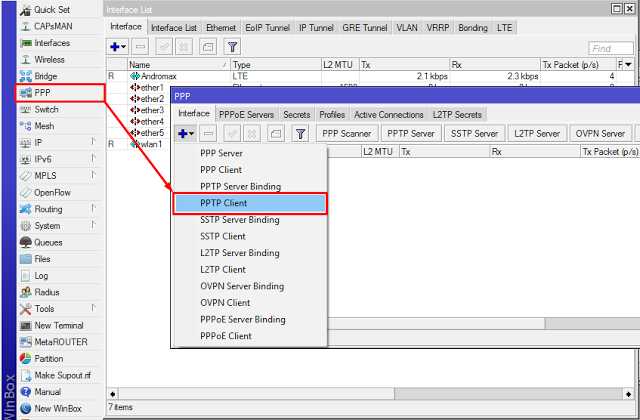 Quick Set
CAPsMAN
Interfaces
Wireless
Bridge
PPP
Switch
Mesh
IP
IPv6
MPLS
OpenFlow
Routing
System
Queues
Files
Log
Radius
Tools
New Terminal
MetaROUTER
Partition
Make Supout.rif
Manual
New WinBox
WinBox
Interface List
Interface Interface List Ethernet EoIP Tunnel IP Tunnel GRE Tunnel VLAN VRRP Bonding LTE
Find
Name Type L2 MTU Tx Rx Tx Packet (p/s)
R Andromax LTE 2.1 kbps 2.3 kbps 4
ether1
ether2
ether3
ether4
ether5
R wlan1
7 items
PPP
Interface PPPoE Servers Secrets Profiles Active Connections L2TP Secrets
PPP Scanner PPTP Server SSTP Server L2TP Server OVPN Server
L2 MTU Tx Rx Tx Packet (p/s)
PPP Server
PPP Client
PPTP Server Binding
PPTP Client
SSTP Server Binding
SSTP Client
L2TP Server Binding
L2TP Client
OVPN Server Binding
OVPN Client
PPPoE Server Binding
PPPoE Client